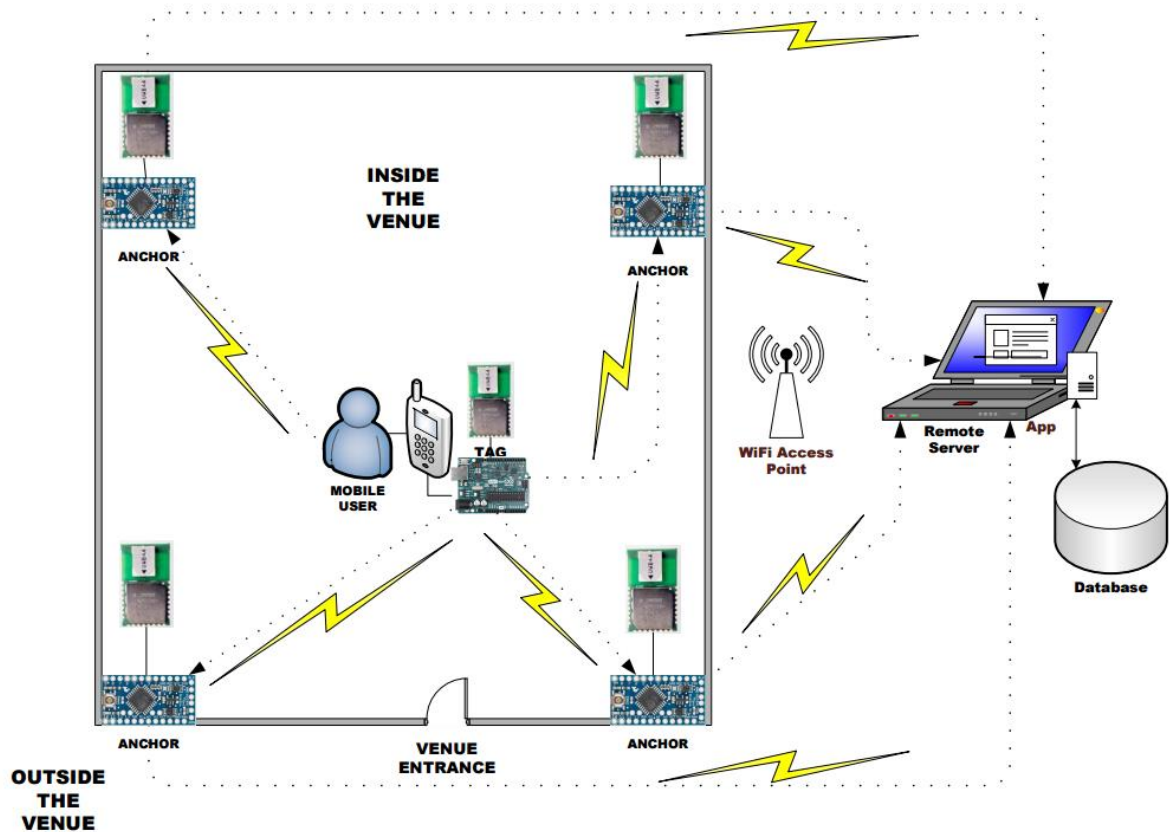 INSIDE
THE
VENUE
ANCHOR
ANCHOR
TAG
MOBILE
USER
WiFi Access
Point
Remote
Server
App
Database
ANCHOR
VENUE
ENTRANCE
ANCHOR
OUTSIDE
THE
VENUE